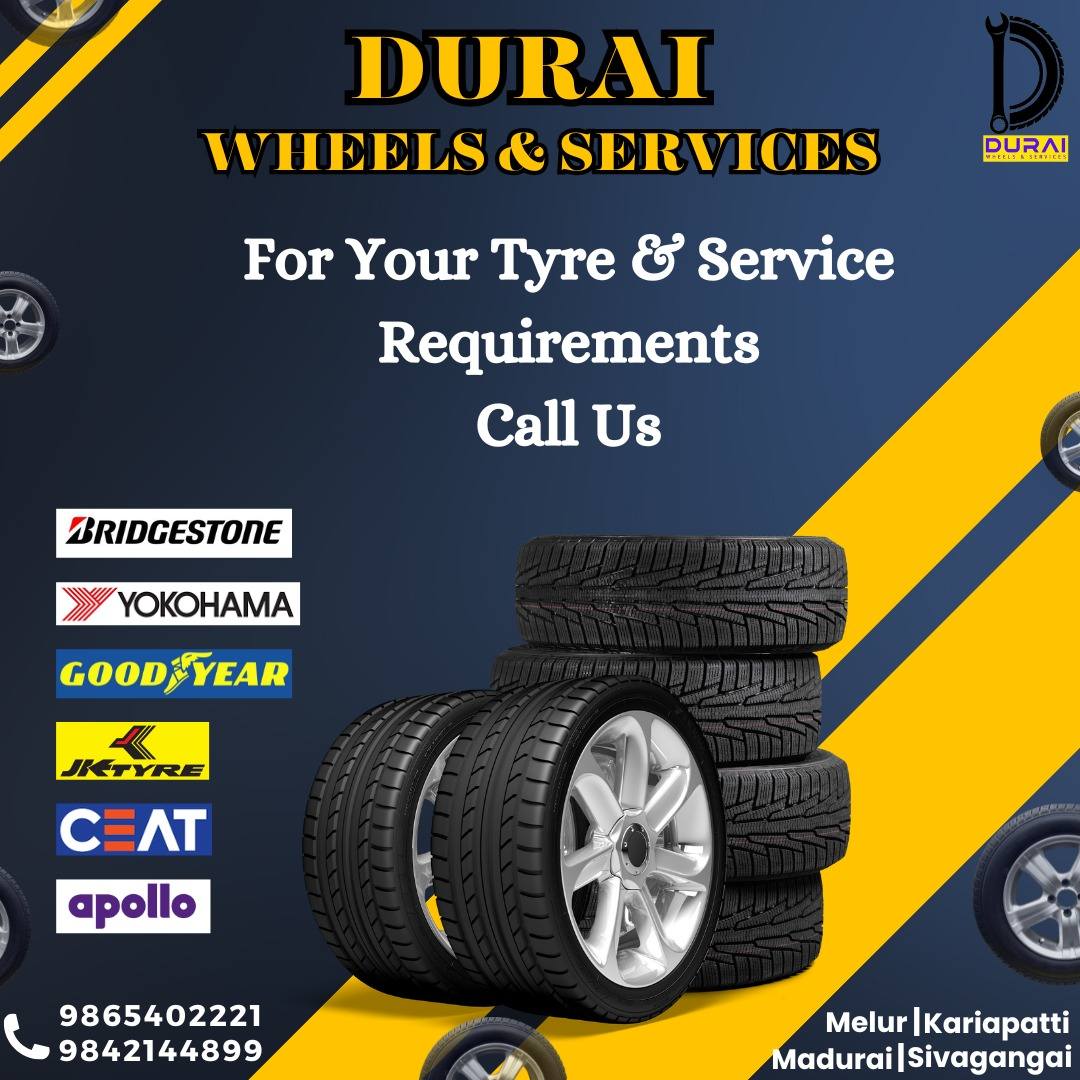 DURAI
WHEELS & SERVICES
DURAI
WHEELS & SERVICES
For Your Tyre & Service
Requirements
Call Us
BRIDGESTONE
YOKOHAMA
GOODYEAR
JKTYRE
CEAT
apollo
9865402221
9842144899
Melur|Kariapatti
Madurai|Sivagangai